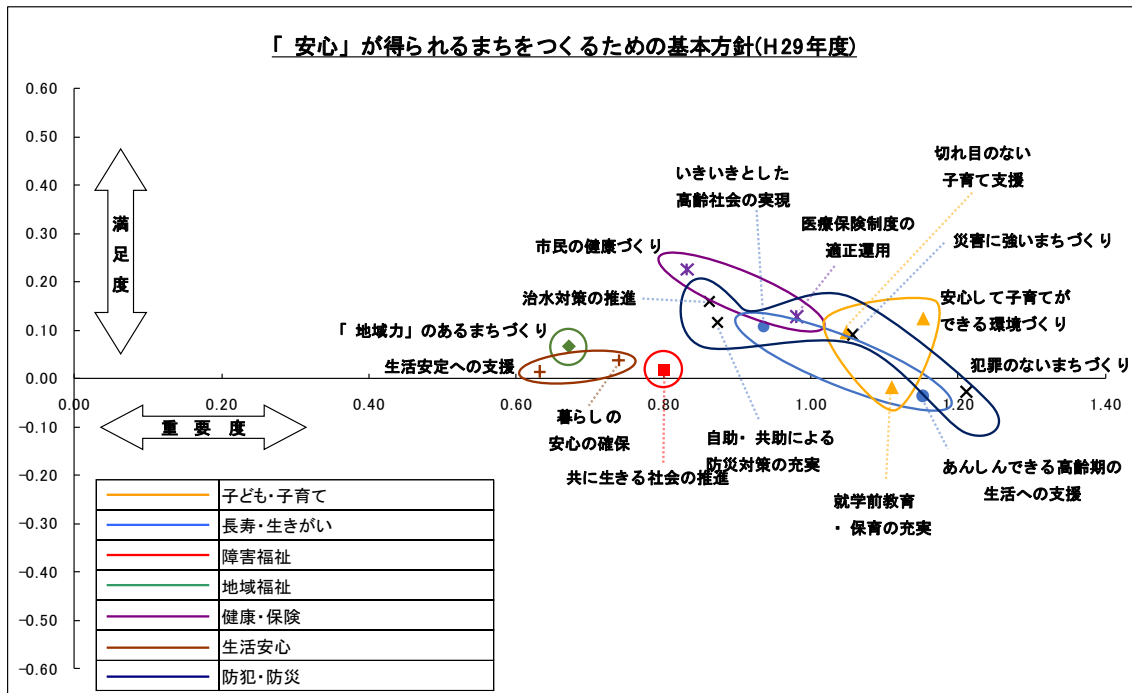 「 安心」が得られるまちをつくるための基本方針(H29年度)
0.60
0.50
0.40
0.30
0.20
0.10
0.00
-0.10
-0.20
-0.30
-0.40
-0.50
-0.60
0.00
0.20
0.40
0.60
0.80
1.00
1.20
1.40
満足度
重 要 度
切れ目のない
子育て支援
いきいきとした
高齢社会の実現
医療保険制度の
適正運用
災害に強いまちづくり
市民の健康づくり
治水対策の推進
安心して子育てが
できる環境づくり
「 地域力」のあるまちづくり
生活安定への支援
犯罪のないまちづくり
暮らしの
安心の確保
自助・ 共助による
防災対策の充実
共に生きる社会の推進
あんしんできる高齢期の
生活への支援
就学前教育
・ 保育の充実
子ども・子育て
長寿・生きがい
障害福祉
地域福祉
健康・保険
生活安心
防犯・防災